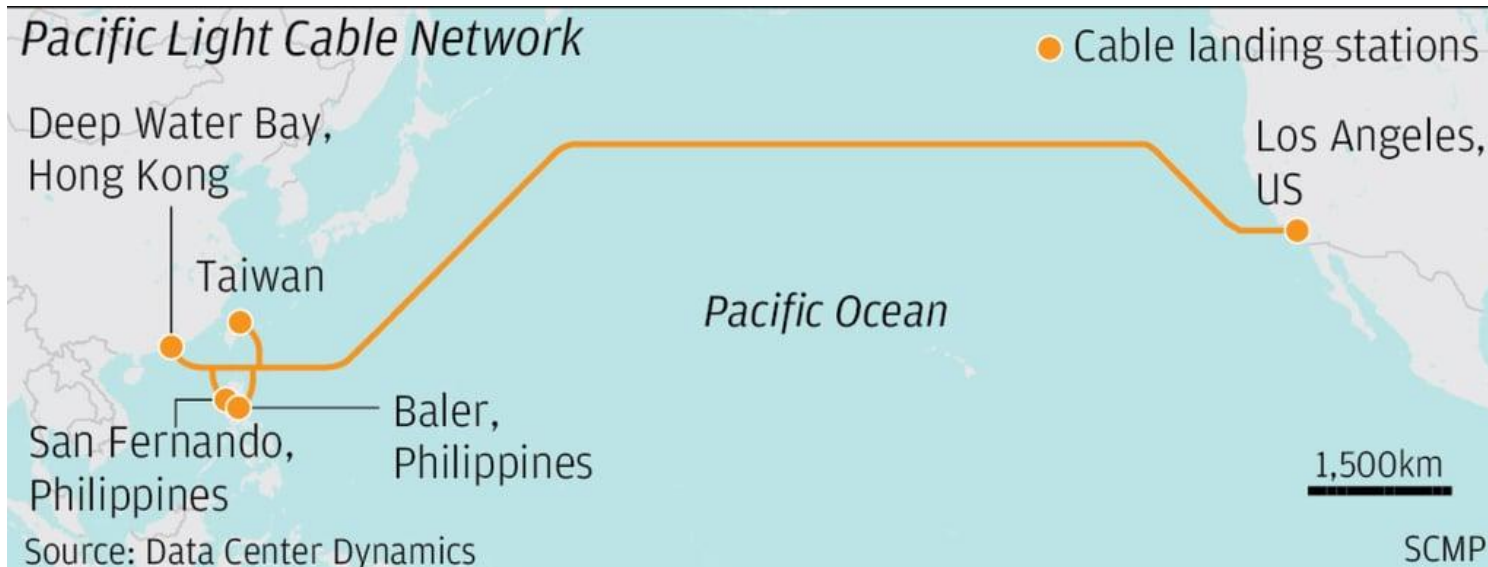 Pacific Light Cable Network
Cable landing stations
Deep Water Bay,
Hong Kong
Los Angeles,
US
Taiwan
Pacific Ocean
San Fernando,
Philippines
Baler,
Philippines
1,500km
Source: Data Center Dynamics
SCMP